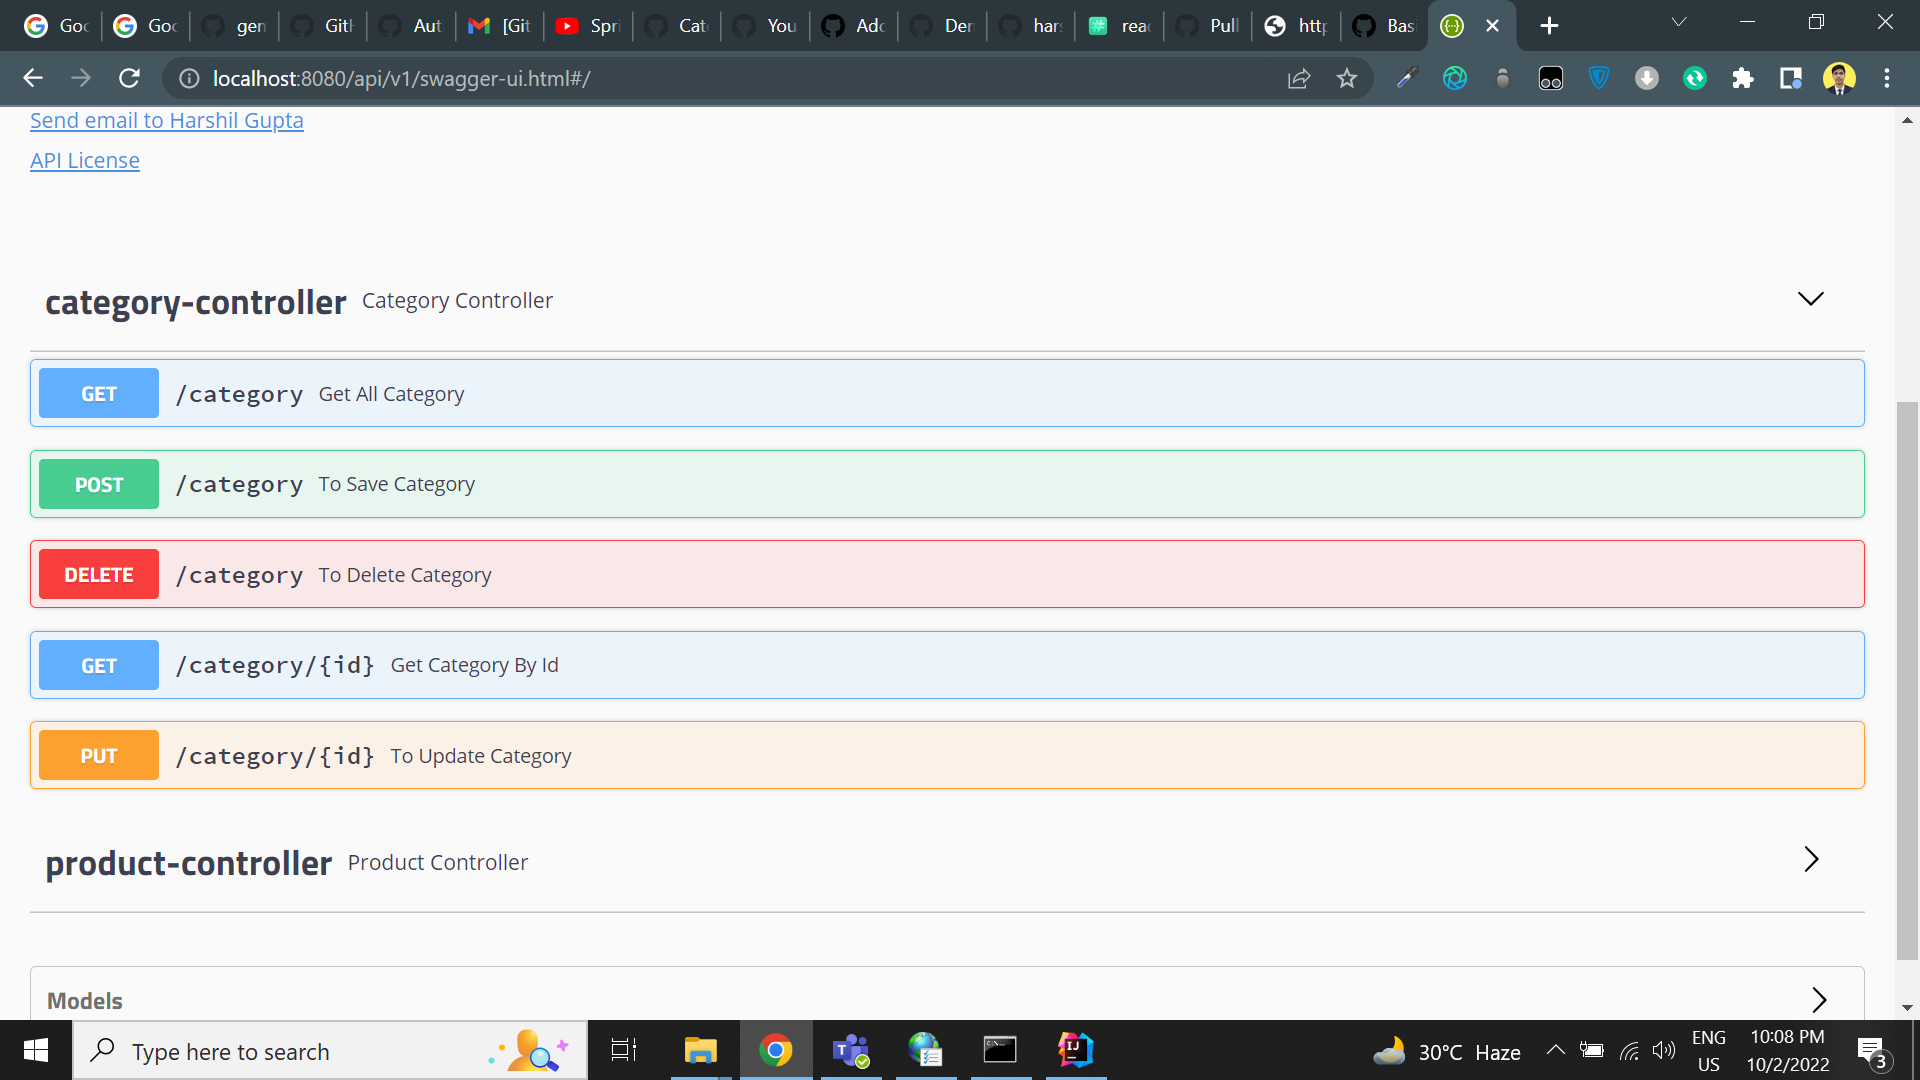 Goo Goo gen Git Aut [Git Spri Cat You Add Den hars reac Pull http Basi
localhost:8080/api/v1/swagger-ui.html#/
Send email to Harshil Gupta
API License
category-controller Category Controller
GET /category Get All Category
POST /category To Save Category
DELETE /category To Delete Category
GET /category/{id} Get Category By Id
PUT /category/{id} To Update Category
product-controller Product Controller
Models
Type here to search
30°C Haze
ENG
US
10:08 PM
10/2/2022
3